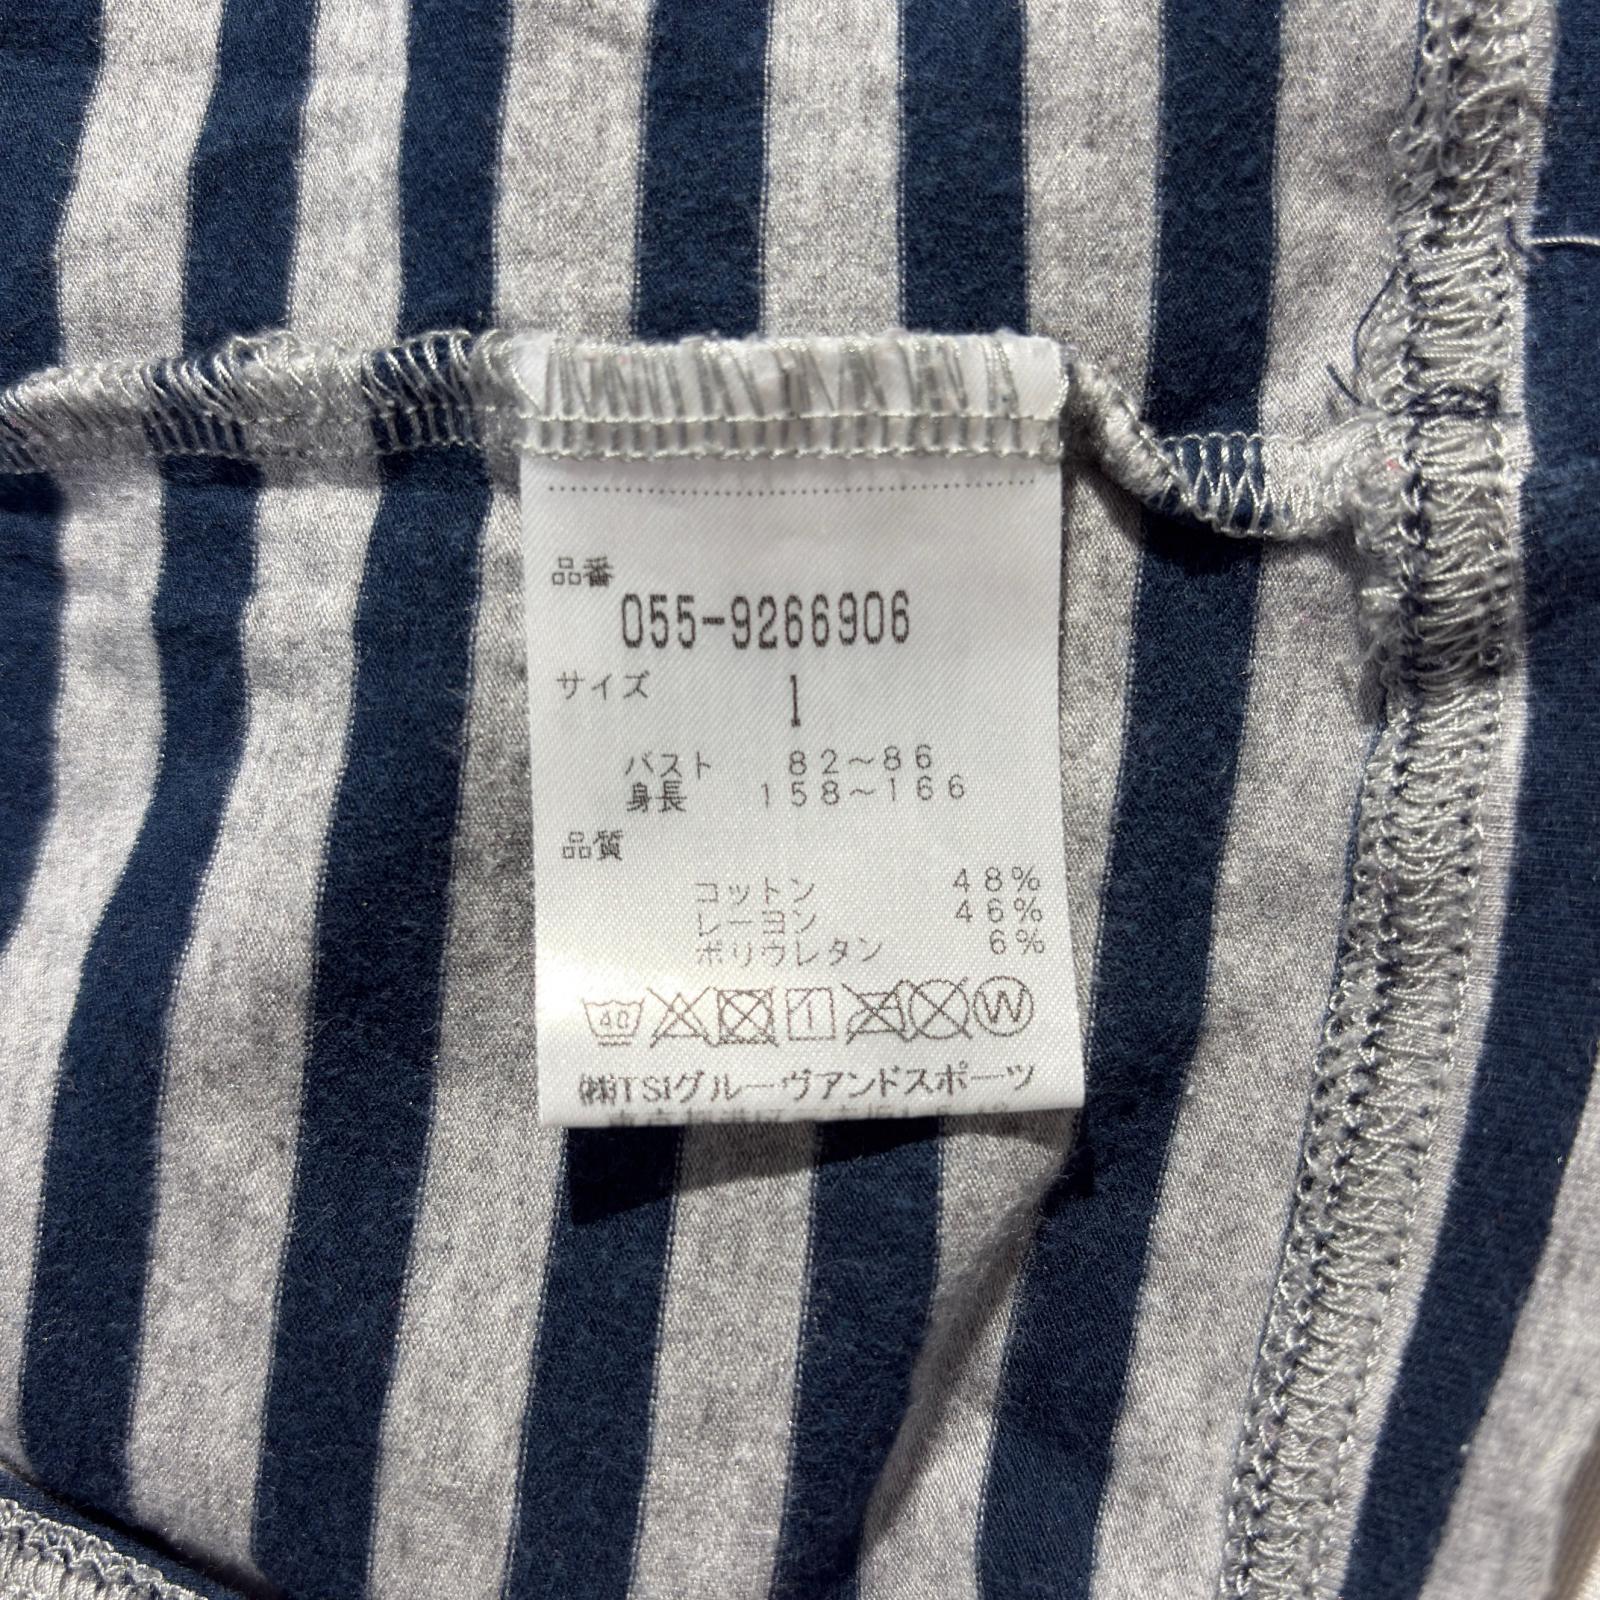 品番
055-9266906
サイズ 1
バスト 82～86
身長 158～166
品質
コットン 48%
レーヨン 46%
ポリウレタン 6%
40 1 W
㈱TSIグルーヴアンドスポーツ